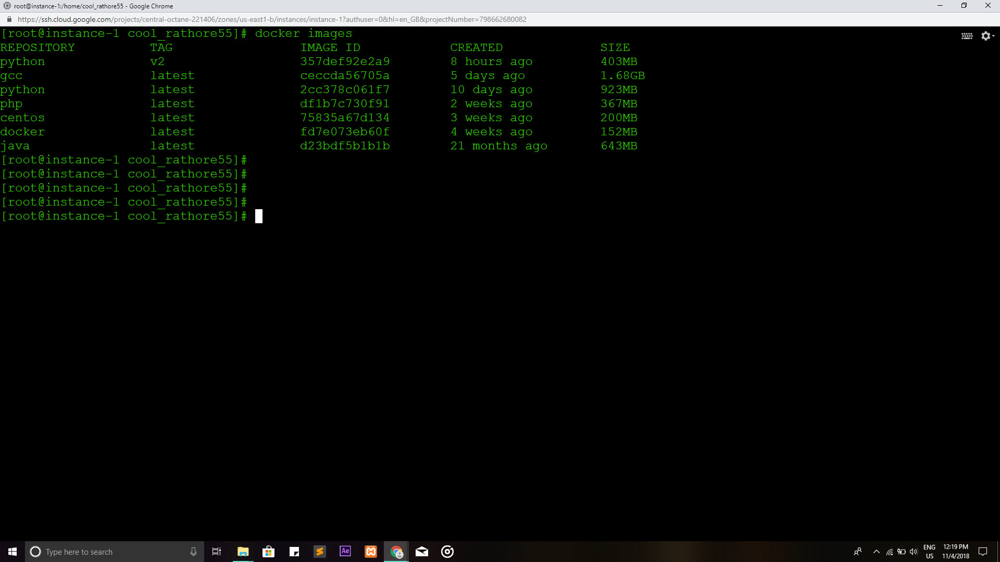 root@instance-1:/home/cool_rathore55 - Google Chrome
https://ssh.cloud.google.com/projects/central-octane-221406/zones/us-east1-b/instances/instance-1?authuser=0&hl=en_GB&projectNumber=798662680082
[root@instance-1 cool_rathore55]# docker images
REPOSITORY TAG IMAGE ID CREATED SIZE
python v2 357def92e2a9 8 hours ago 403MB
gcc latest ceccda56705a 5 days ago 1.68GB
python latest 2cc378c061f7 10 days ago 923MB
php latest df1b7c730f91 2 weeks ago 367MB
centos latest 75835a67d134 3 weeks ago 200MB
docker latest fd7e073eb60f 4 weeks ago 152MB
java latest d23bdf5b1b1b 21 months ago 643MB
[root@instance-1 cool_rathore55]#
[root@instance-1 cool_rathore55]#
[root@instance-1 cool_rathore55]#
[root@instance-1 cool_rathore55]#
[root@instance-1 cool_rathore55]#
Type here to search
Ae
ENG
US
12:19 PM
11/4/2018